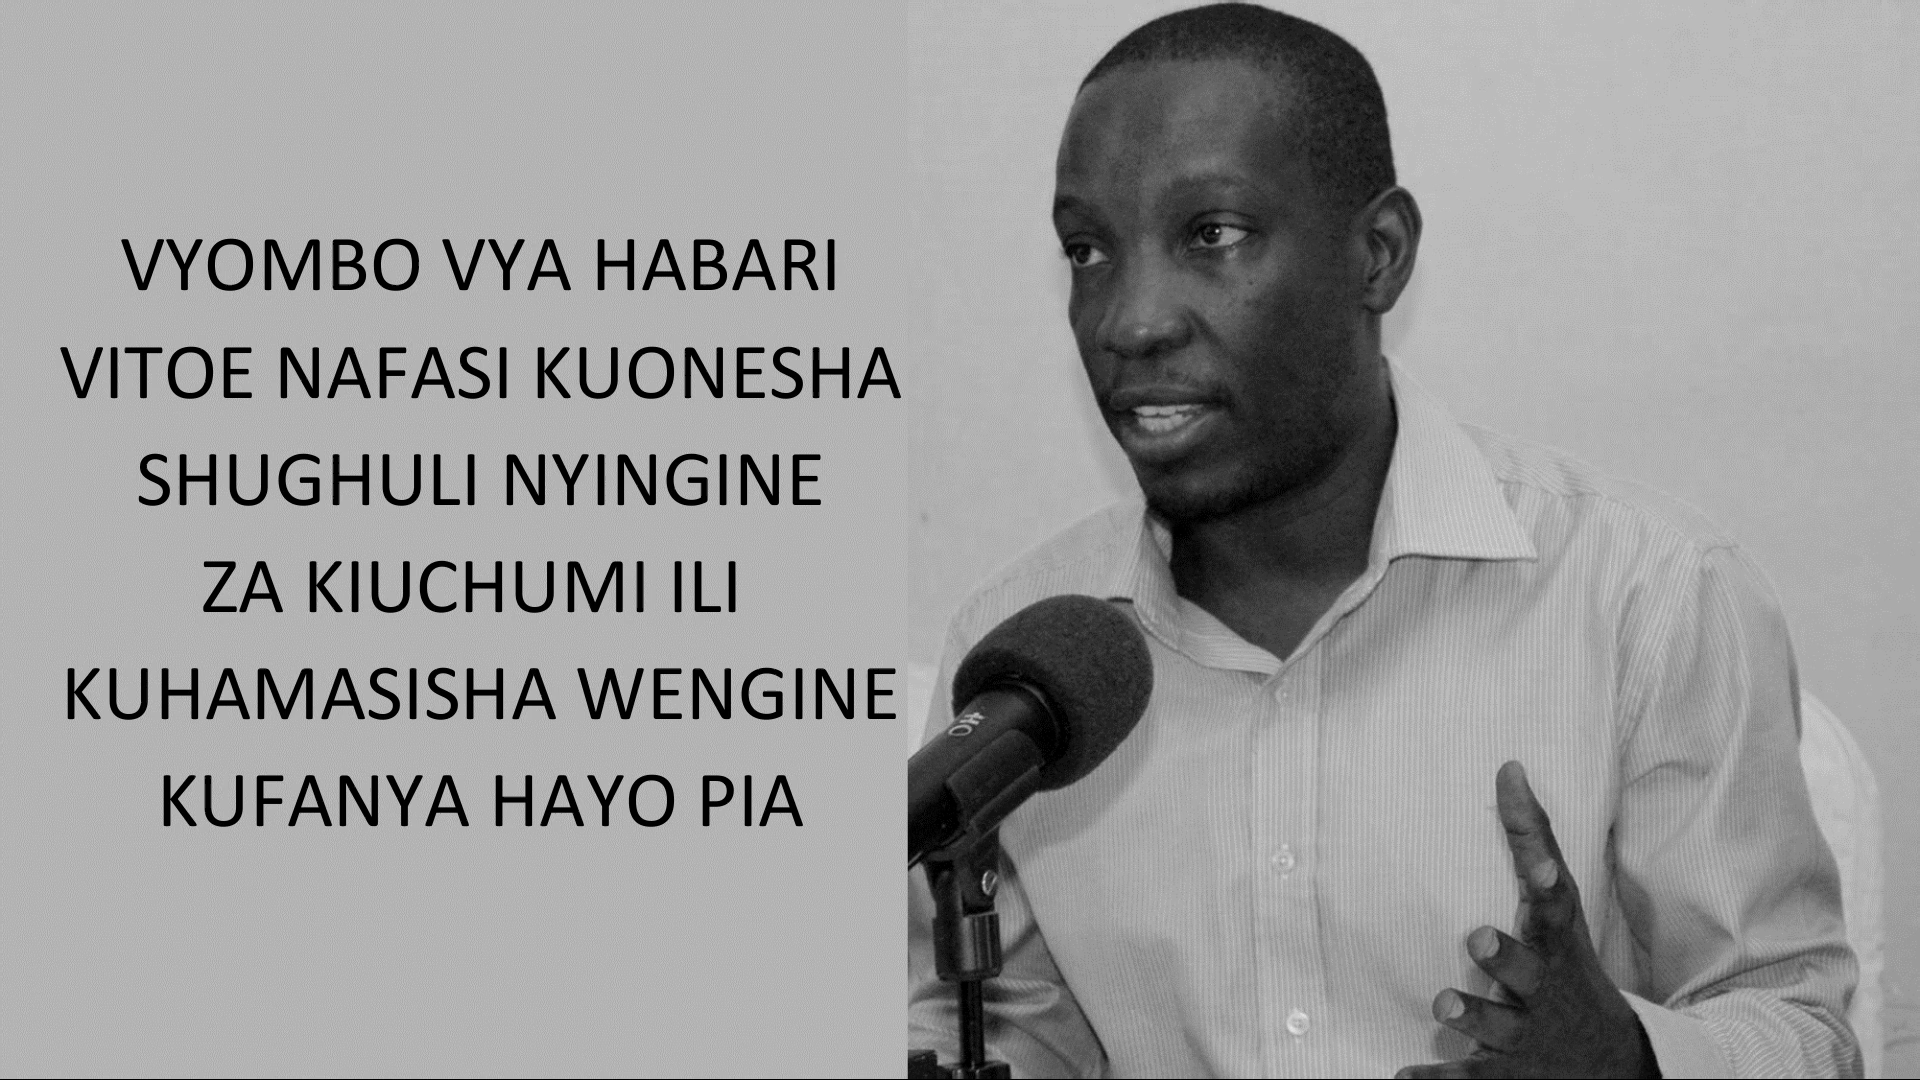 VYOMBO VYA HABARI
VITOE NAFASI KUONESHA
SHUGHULI NYINGINE
ZA KIUCHUMI ILI
KUHAMASISHA WENGINE
KUFANYA HAYO PIA